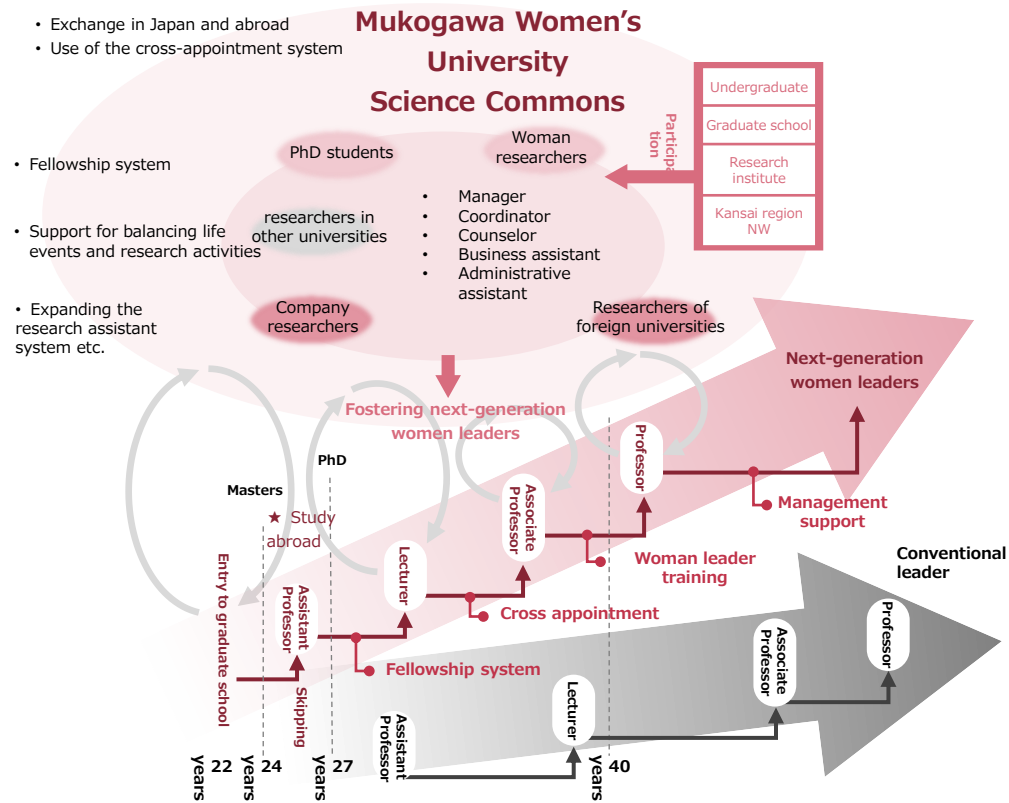 • Exchange in Japan and abroad
• Use of the cross-appointment system
Mukogawa Women's
University
Science Commons
Undergraduate
Graduate school
Research
institute
Kansai region
NW
Participa
tion
• Fellowship system
PhD students
Woman
researchers
• Support for balancing life
events and research activities
researchers in
other universities
• Manager
• Coordinator
• Counselor
• Business assistant
• Administrative
assistant
• Expanding the
research assistant
system etc.
Company
researchers
Researchers of
foreign universities
Fostering next-generation
women leaders
Next-generation
women leaders
Masters
PhD
★ Study
abroad
Entry to graduate school
Assistant
Professor
Skipping
Lecturer
Associate
Professor
Professor
Fellowship system
Cross appointment
Woman leader
training
Management
support
Conventional
leader
Assistant
Professor
Lecturer
Associate
Professor
Professor
22
years
24
years
27
years
40
years